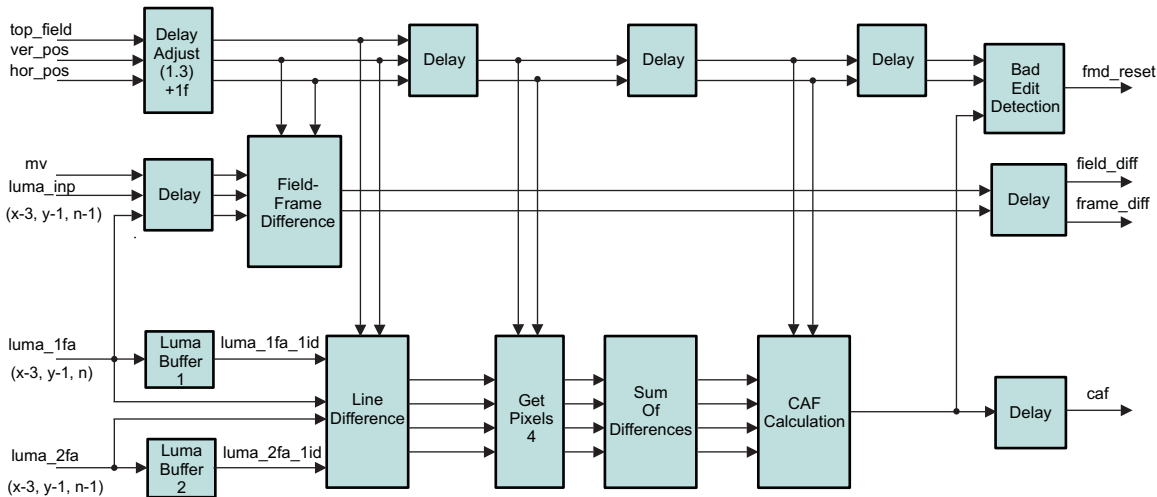 top_field
ver_pos
hor_pos
Delay
Adjust
(1.3)
+1f
Delay
Delay
Delay
Bad
Edit
Detection
fmd_reset
mv
luma_inp
(x-3, y-1, n-1)
Delay
Field-
Frame
Difference
Delay
field_diff
frame_diff
luma_1fa
(x-3, y-1, n)
Luma
Buffer
1
luma_1fa_1id
Line
Difference
Get
Pixels
4
Sum
Of
Differences
CAF
Calculation
Delay
caf
luma_2fa
(x-3, y-1, n-1)
Luma
Buffer
2
luma_2fa_1id